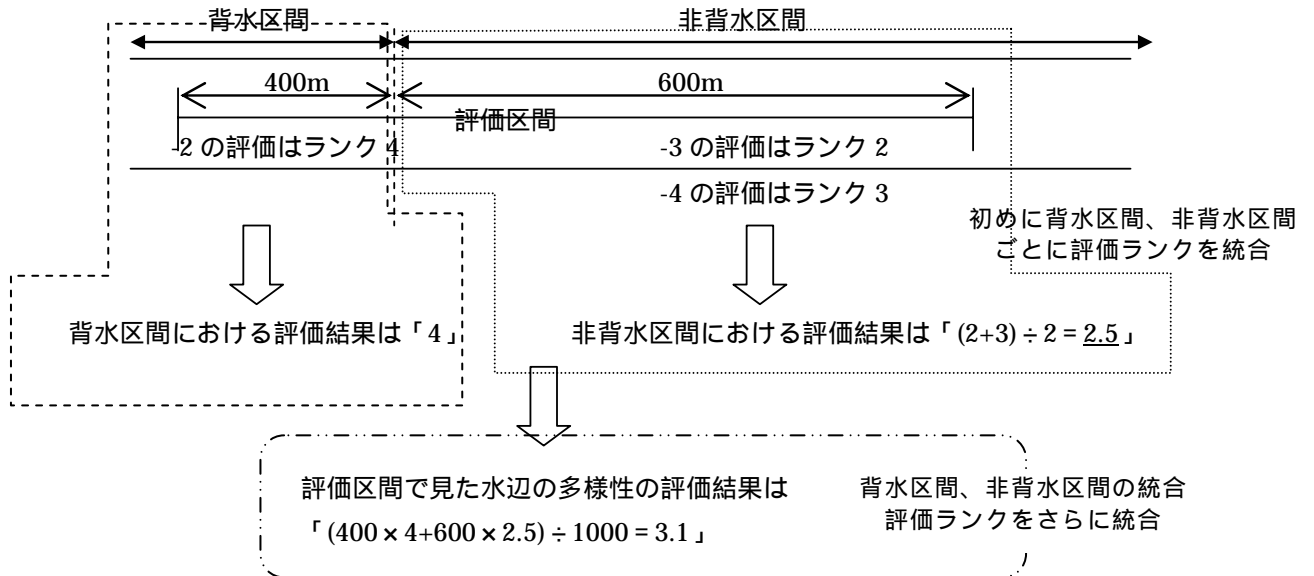 背水区間
非背水区間
400m
600m
評価区間
-2 の評価はランク 4
-3 の評価はランク 2
-4 の評価はランク 3
初めに背水区間、非背水区間
ごとに評価ランクを統合
背水区間における評価結果は「4」
非背水区間における評価結果は「(2+3)÷2 = 2.5」
評価区間で見た水辺の多様性の評価結果は
「(400×4+600×2.5)÷1000 = 3.1」
背水区間、非背水区間の統合
評価ランクをさらに統合